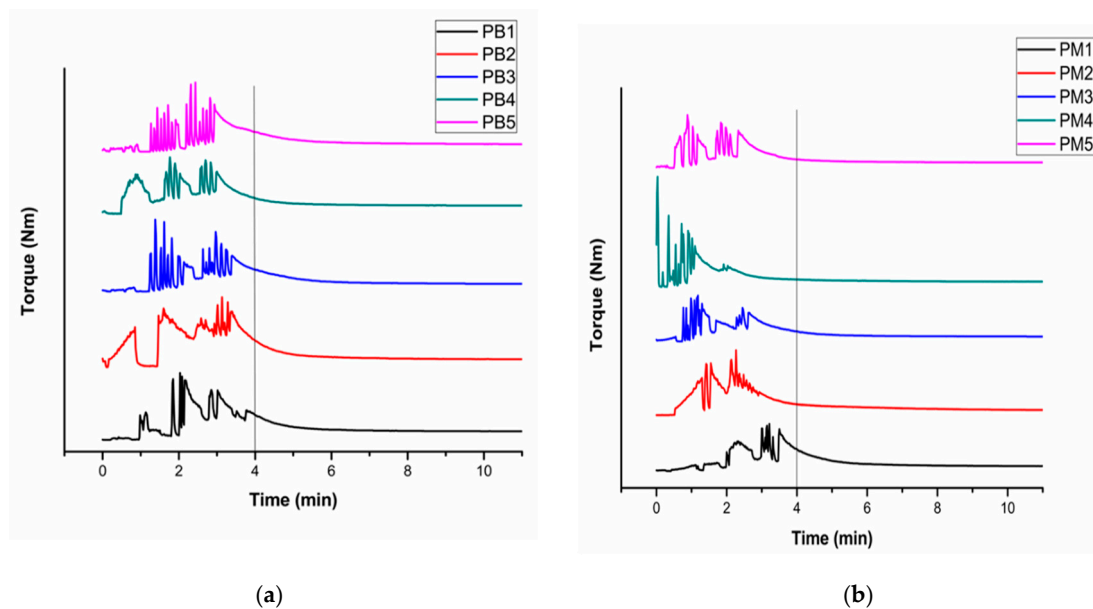 PB1
PB2
PB3
PB4
PB5
Torque (Nm)
0 2 4 6 8 10
Time (min)
(a)
PM1
PM2
PM3
PM4
PM5
Torque (Nm)
0 2 4 6 8 10
Time (min)
(b)